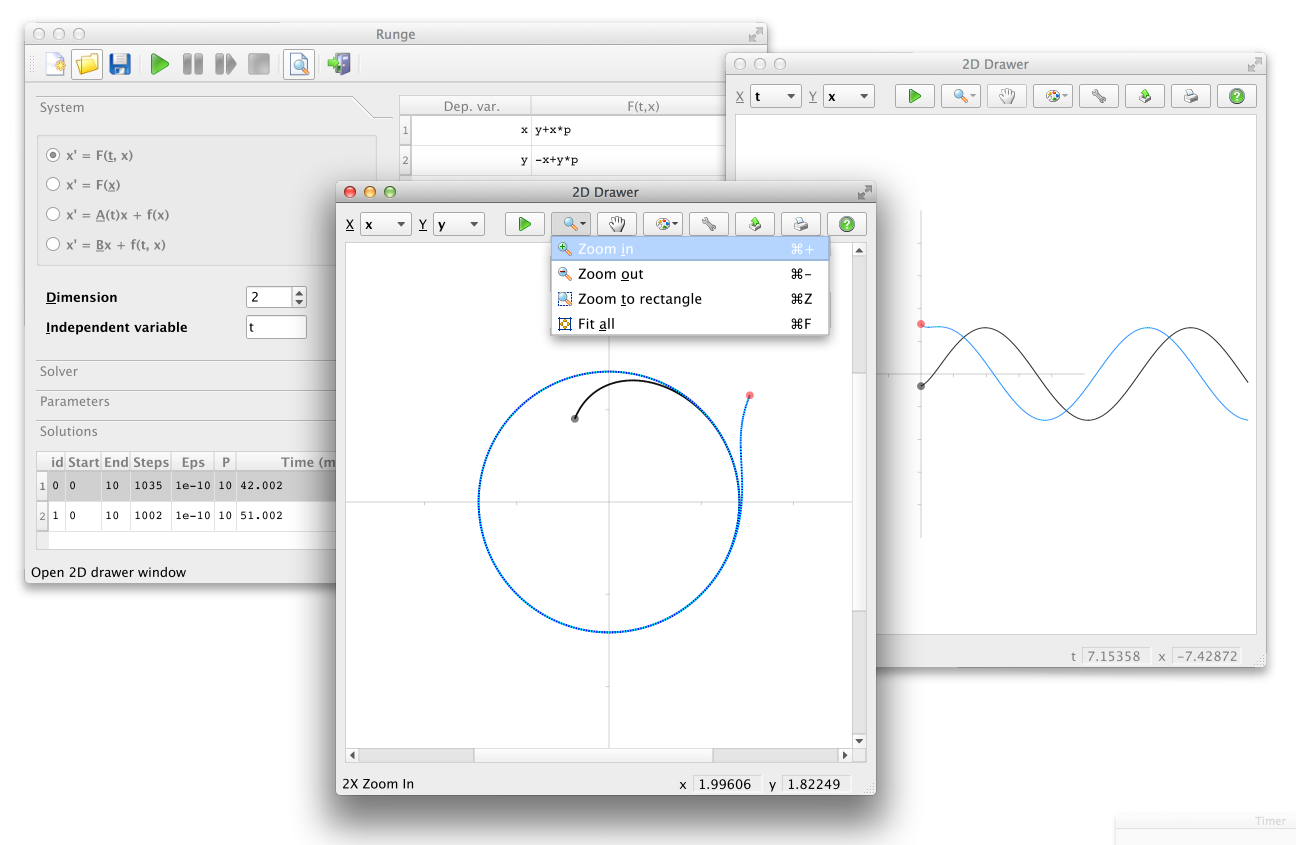 Runge
System
x' = F(t, x)
x' = F(x)
x' = A(t)x + f(x)
x' = Bx + f(t, x)
Dimension 2
Independent variable t
Solver
Parameters
Solutions
id Start End Steps Eps P Time (m
1 0 0 10 1035 1e-10 10 42.002
2 1 0 10 1002 1e-10 10 51.002
Open 2D drawer window
Dep. var. F(t,x)
1 x y+x*p
2 y -x+y*p
2D Drawer
X x Y y
Zoom in ⌘+
Zoom out ⌘-
Zoom to rectangle ⌘Z
Fit all ⌘F
2X Zoom In x 1.99606 y 1.82249
2D Drawer
X t Y x
t 7.15358 x -7.42872
Timer